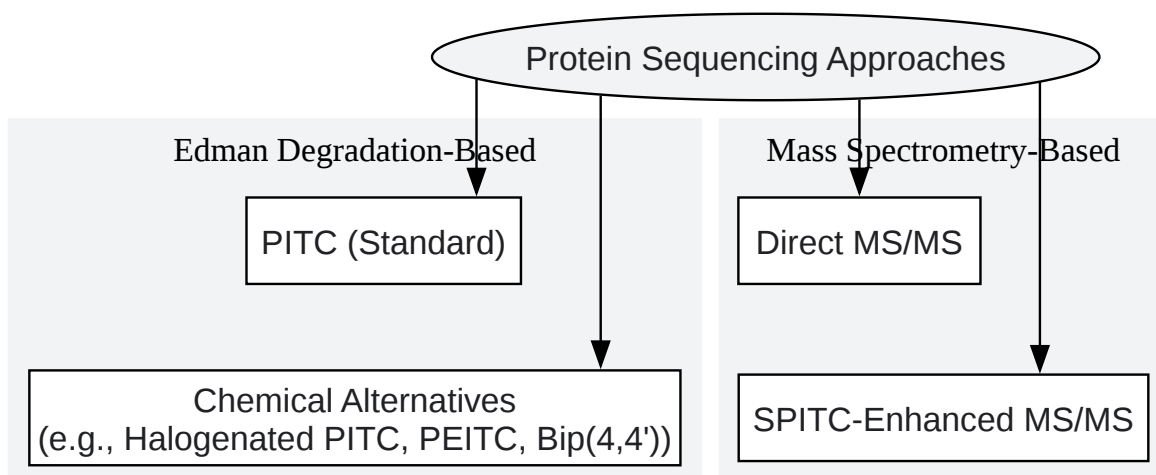 Protein Sequencing Approaches
Edman Degradation-Based
Mass Spectrometry-Based
PITC (Standard)
Direct MS/MS
Chemical Alternatives
(e.g., Halogenated PITC, PEITC, Bip(4,4'))
SPITC-Enhanced MS/MS